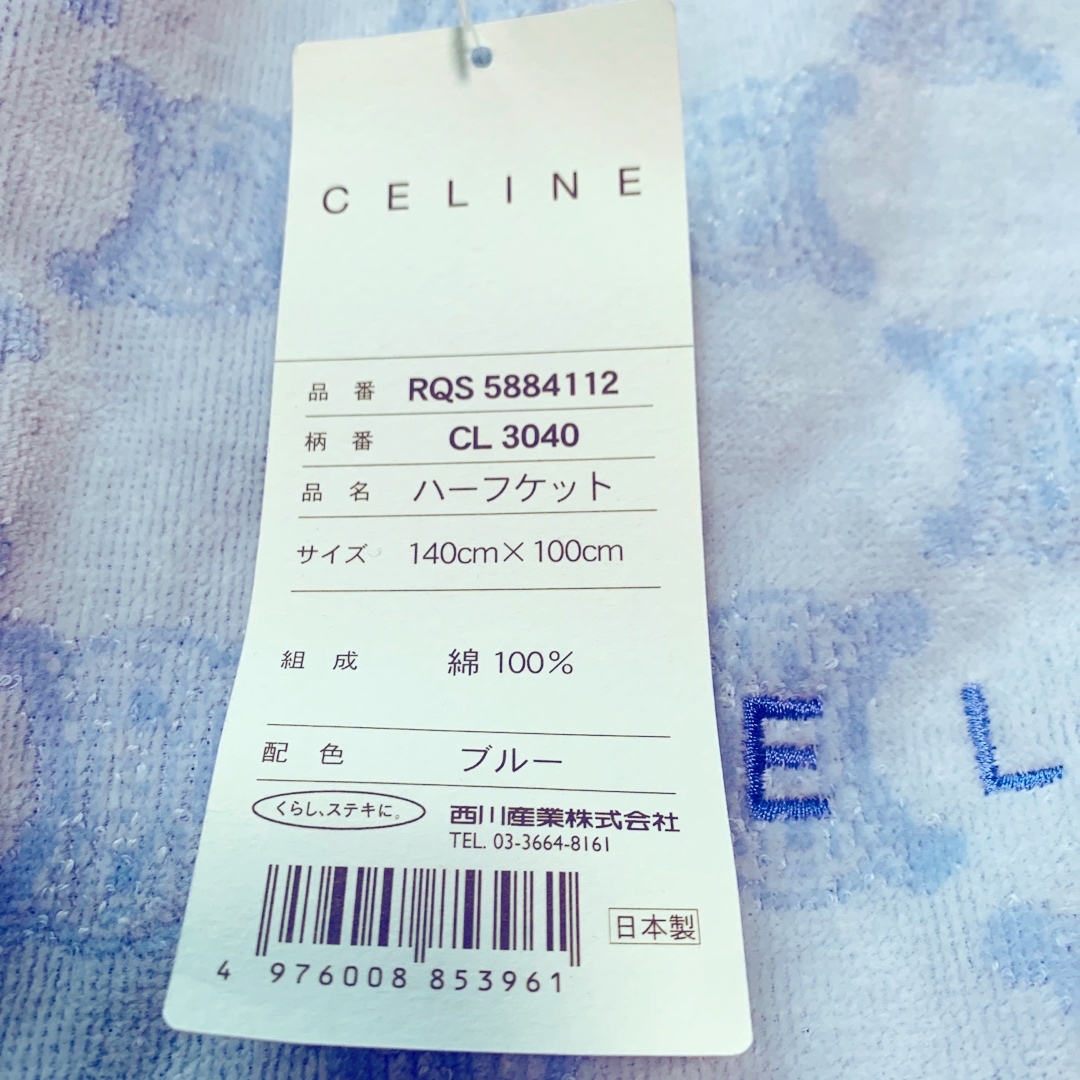 CELINE
品番 RQS 5884112
柄番 CL 3040
品名 ハーフケット
サイズ 140cm×100cm
組成 綿 100%
配色 ブルー
くらし、ステキに。 西川産業株式会社
TEL. 03-3664-8161
日本製
4 976008 853961
EL